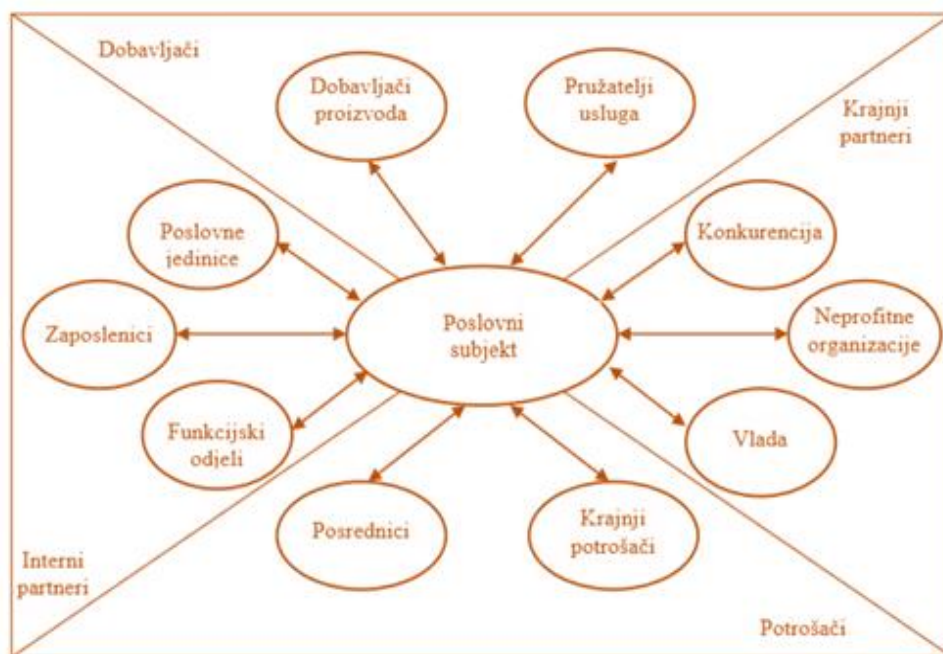 Dobavljači
Dobavljači
proizvoda
Pružatelji
usluga
Krajnji
partneri
Poslovne
jedinice
Konkurencija
Zaposlenici
Poslovni
subjekt
Neprofitne
organizacije
Funkcijski
odjeli
Vlada
Posrednici
Krajnji
potrošači
Interni
partneri
Potrošači